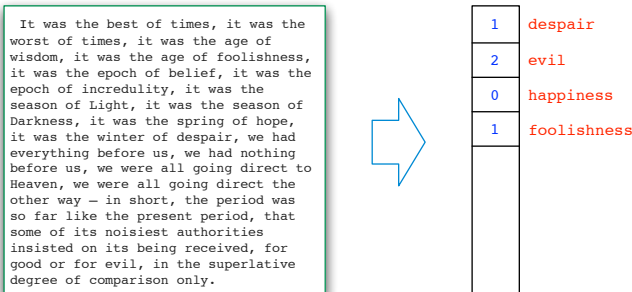 It was the best of times, it was the
worst of times, it was the age of
wisdom, it was the age of foolishness,
it was the epoch of belief, it was the
epoch of incredulity, it was the
season of Light, it was the season of
Darkness, it was the spring of hope,
it was the winter of despair, we had
everything before us, we had nothing
before us, we were all going direct to
Heaven, we were all going direct the
other way — in short, the period was
so far like the present period, that
some of its noisiest authorities
insisted on its being received, for
good or for evil, in the superlative
degree of comparison only.
1 despair
2 evil
0 happiness
1 foolishness